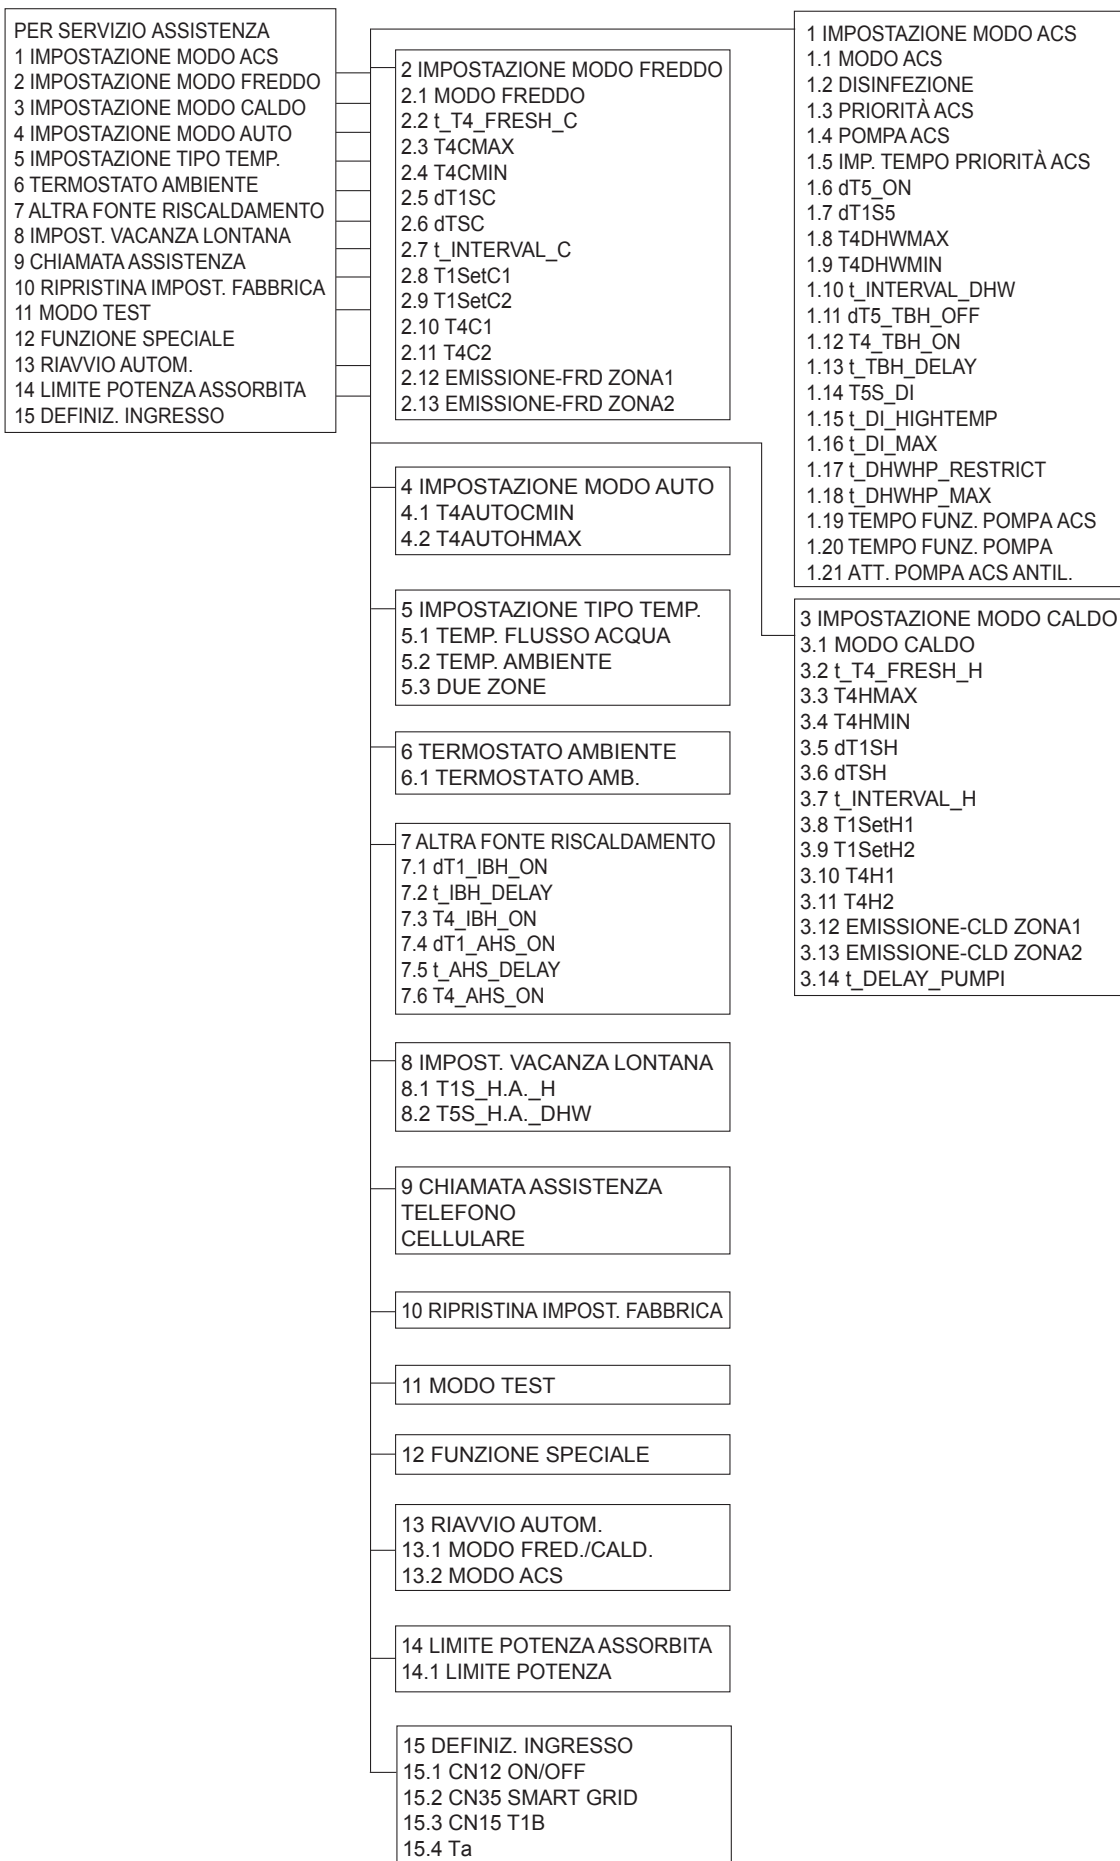 PER SERVIZIO ASSISTENZA
1 IMPOSTAZIONE MODO ACS
2 IMPOSTAZIONE MODO FREDDO
3 IMPOSTAZIONE MODO CALDO
4 IMPOSTAZIONE MODO AUTO
5 IMPOSTAZIONE TIPO TEMP.
6 TERMOSTATO AMBIENTE
7 ALTRA FONTE RISCALDAMENTO
8 IMPOST. VACANZA LONTANA
9 CHIAMATA ASSISTENZA
10 RIPRISTINA IMPOST. FABBRICA
11 MODO TEST
12 FUNZIONE SPECIALE
13 RIAVVIO AUTOM.
14 LIMITE POTENZA ASSORBITA
15 DEFINIZ. INGRESSO
2 IMPOSTAZIONE MODO FREDDO
2.1 MODO FREDDO
2.2 t_T4_FRESH_C
2.3 T4CMAX
2.4 T4CMIN
2.5 dT1SC
2.6 dTSC
2.7 t_INTERVAL_C
2.8 T1SetC1
2.9 T1SetC2
2.10 T4C1
2.11 T4C2
2.12 EMISSIONE-FRD ZONA1
2.13 EMISSIONE-FRD ZONA2
4 IMPOSTAZIONE MODO AUTO
4.1 T4AUTOCMIN
4.2 T4AUTOHMAX
5 IMPOSTAZIONE TIPO TEMP.
5.1 TEMP. FLUSSO ACQUA
5.2 TEMP. AMBIENTE
5.3 DUE ZONE
6 TERMOSTATO AMBIENTE
6.1 TERMOSTATO AMB.
7 ALTRA FONTE RISCALDAMENTO
7.1 dT1_IBH_ON
7.2 t_IBH_DELAY
7.3 T4_IBH_ON
7.4 dT1_AHS_ON
7.5 t_AHS_DELAY
7.6 T4_AHS_ON
8 IMPOST. VACANZA LONTANA
8.1 T1S_H.A._H
8.2 T5S_H.A._DHW
9 CHIAMATA ASSISTENZA
TELEFONO
CELLULARE
10 RIPRISTINA IMPOST. FABBRICA
11 MODO TEST
12 FUNZIONE SPECIALE
13 RIAVVIO AUTOM.
13.1 MODO FRED./CALD.
13.2 MODO ACS
14 LIMITE POTENZA ASSORBITA
14.1 LIMITE POTENZA
15 DEFINIZ. INGRESSO
15.1 CN12 ON/OFF
15.2 CN35 SMART GRID
15.3 CN15 T1B
15.4 Ta
1 IMPOSTAZIONE MODO ACS
1.1 MODO ACS
1.2 DISINFEZIONE
1.3 PRIORITÀ ACS
1.4 POMPA ACS
1.5 IMP. TEMPO PRIORITÀ ACS
1.6 dT5_ON
1.7 dT1S5
1.8 T4DHWMAX
1.9 T4DHWMIN
1.10 t_INTERVAL_DHW
1.11 dT5_TBH_OFF
1.12 T4_TBH_ON
1.13 t_TBH_DELAY
1.14 T5S_DI
1.15 t_DI_HIGHTEMP
1.16 t_DI_MAX
1.17 t_DHWHP_RESTRICT
1.18 t_DHWHP_MAX
1.19 TEMPO FUNZ. POMPA ACS
1.20 TEMPO FUNZ. POMPA
1.21 ATT. POMPA ACS ANTIL.
3 IMPOSTAZIONE MODO CALDO
3.1 MODO CALDO
3.2 t_T4_FRESH_H
3.3 T4HMAX
3.4 T4HMIN
3.5 dT1SH
3.6 dTSH
3.7 t_INTERVAL_H
3.8 T1SetH1
3.9 T1SetH2
3.10 T4H1
3.11 T4H2
3.12 EMISSIONE-CLD ZONA1
3.13 EMISSIONE-CLD ZONA2
3.14 t_DELAY_PUMPI